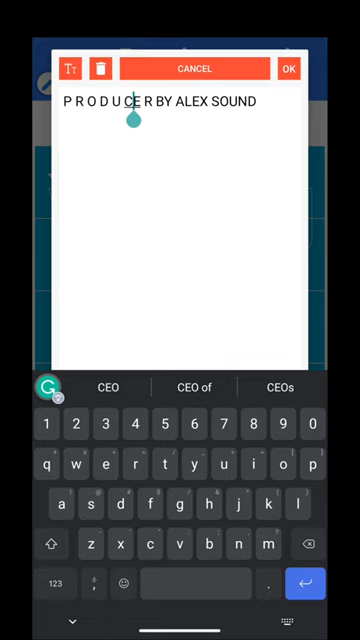 Tт
CANCEL
OK
P R O D U CE R BY ALEX SOUND
CEO
CEO of
CEOs
1 2 3 4 5 6 7 8 9 0
q w e r t y u i o p
a s d f g h j k l
z x c v b n m
123 , .